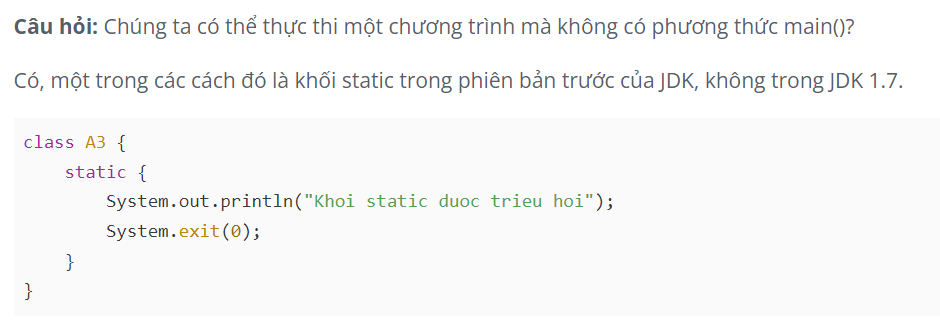 Câu hỏi: Chúng ta có thể thực thi một chương trình mà không có phương thức main()?
Có, một trong các cách đó là khối static trong phiên bản trước của JDK, không trong JDK 1.7.
class A3 {
    static {
        System.out.println("Khoi static duoc trieu hoi");
        System.exit(0);
    }
}